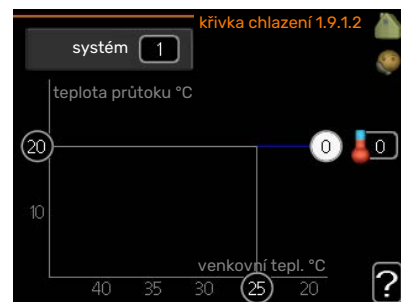 křivka chlazení 1.9.1.2
systém 1
teplota průtoku °C
20
0
0
10
venkovní tepl. °C
40 35 30 25 20
?